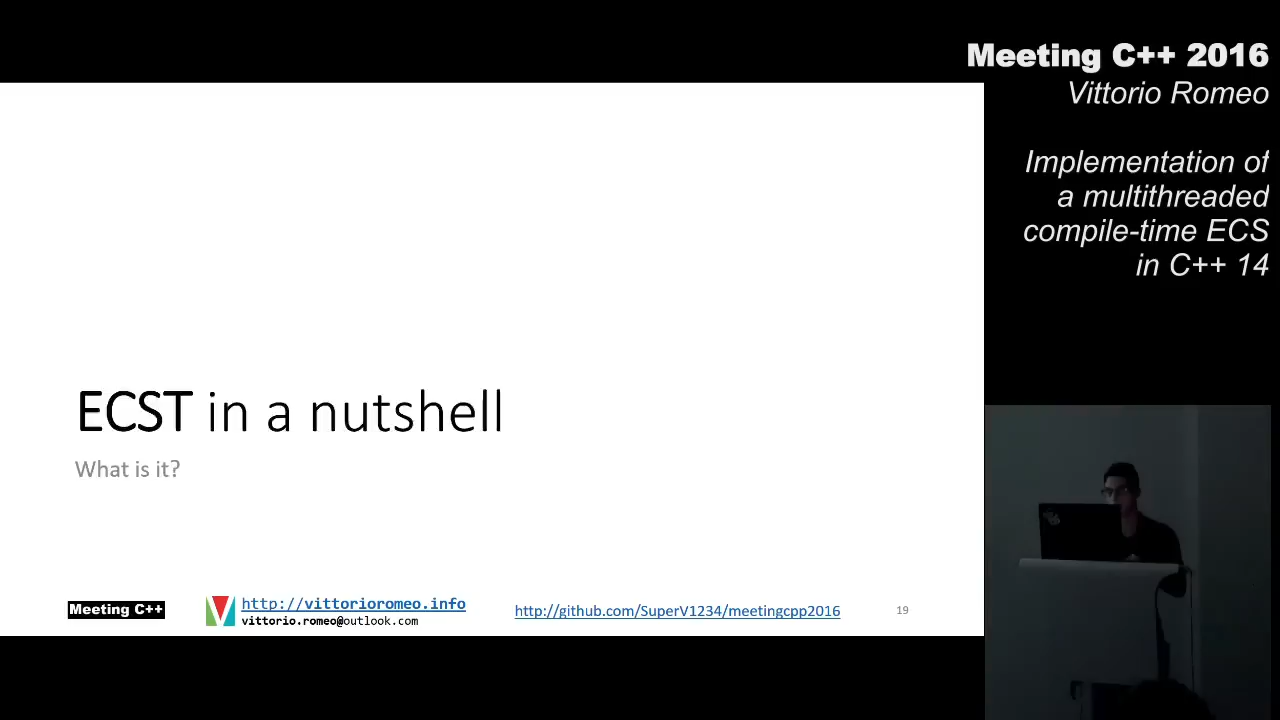 Meeting C++ 2016
Vittorio Romeo
Implementation of
a multithreaded
compile-time ECS
in C++ 14
ECST in a nutshell
What is it?
Meeting C++
http://vittorioromeo.info
vittorio.romeo@outlook.com
http://github.com/SuperV1234/meetingcpp2016
19